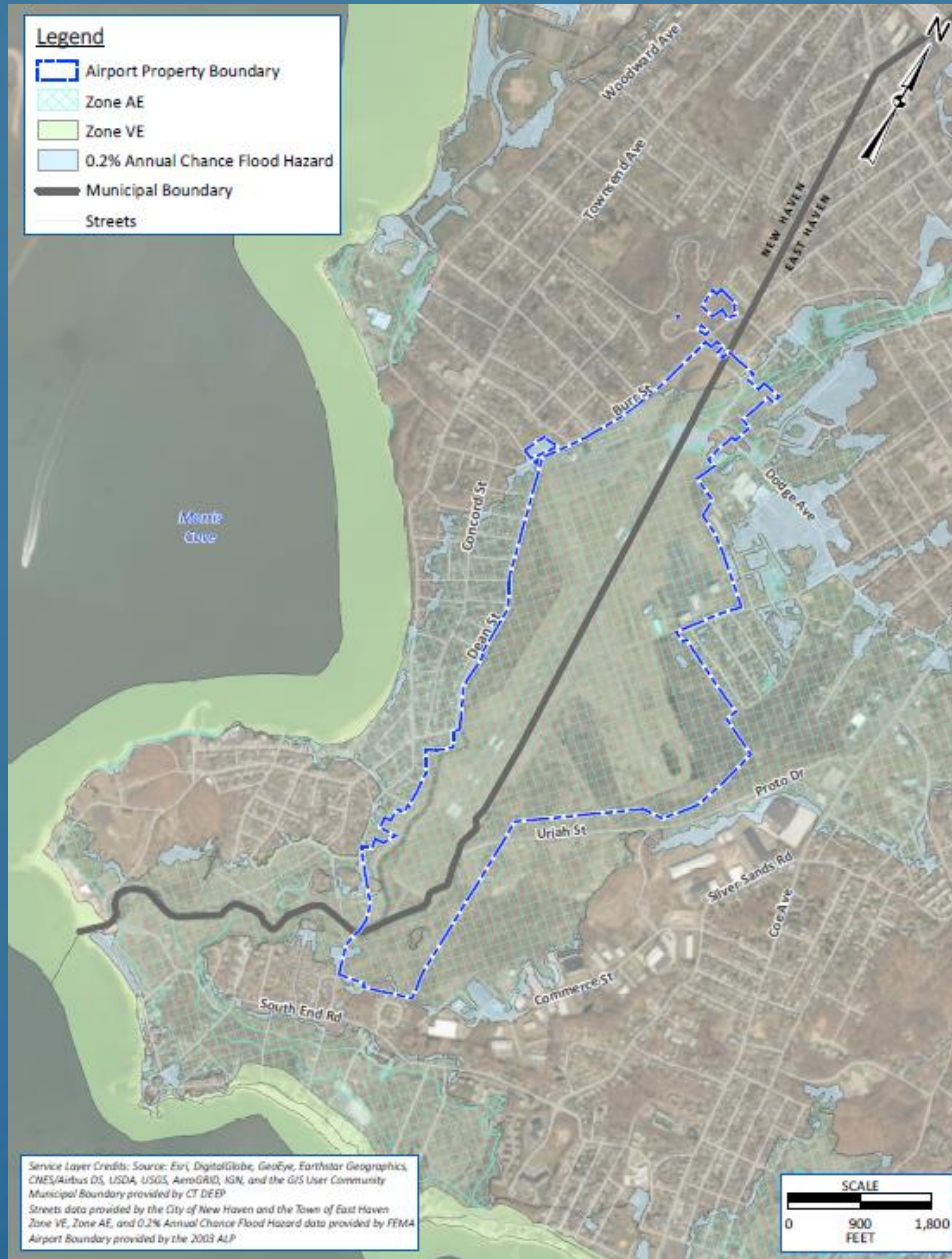 Legend
Airport Property Boundary
Zone AE
Zone VE
0.2% Annual Chance Flood Hazard
Municipal Boundary
Streets
N
Woodward Ave
Townsend Ave
NEW HAVEN
EAST HAVEN
Burr St
Dodge Ave
Concord St
Morris
Cove
Dean St
Proto Dr
Uriah St
Silver Sands Rd
Coe Ave
Commerce St
South End Rd
Service Layer Credits: Source: Esri, DigitalGlobe, GeoEye, Earthstar Geographics,
CNES/Airbus DS, USDA, USGS, AeroGRID, IGN, and the GIS User Community
Municipal Boundary provided by CT DEEP
Streets data provided by the City of New Haven and the Town of East Haven
Zone VE, Zone AE, and 0.2% Annual Chance Flood Hazard data provided by FEMA
Airport Boundary provided by the 2003 ALP
SCALE
0 900 1,800
FEET